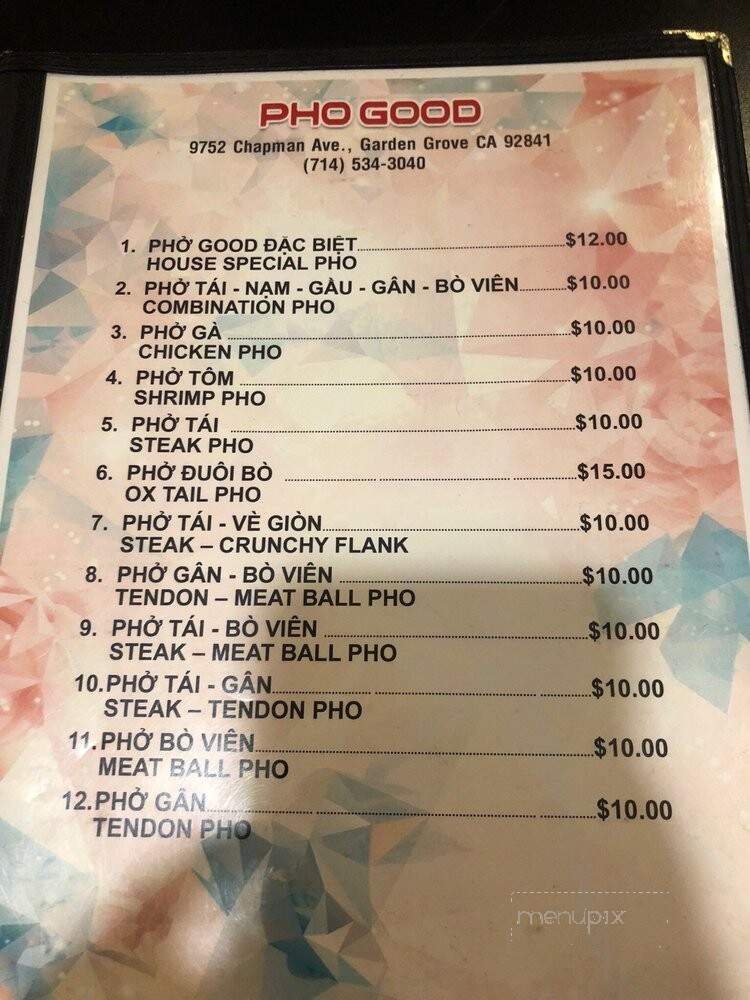 PHO GOOD
9752 Chapman Ave., Garden Grove CA 92841
(714) 534-3040
1. PHỞ GOOD ĐẶC BIỆT $12.00
HOUSE SPECIAL PHO
2. PHỞ TÁI - NẠM - GẦU - GÂN - BÒ VIÊN $10.00
COMBINATION PHO
3. PHỞ GÀ $10.00
CHICKEN PHO
4. PHỞ TÔM $10.00
SHRIMP PHO
5. PHỞ TÁI $10.00
STEAK PHO
6. PHỞ ĐUÔI BÒ $15.00
OX TAIL PHO
7. PHỞ TÁI - VÈ GIÒN $10.00
STEAK – CRUNCHY FLANK
8. PHỞ GÂN - BÒ VIÊN $10.00
TENDON – MEAT BALL PHO
9. PHỞ TÁI - BÒ VIÊN $10.00
STEAK – MEAT BALL PHO
10. PHỞ TÁI - GÂN $10.00
STEAK – TENDON PHO
11. PHỞ BÒ VIÊN $10.00
MEAT BALL PHO
12. PHỞ GÂN $10.00
TENDON PHO
menupix